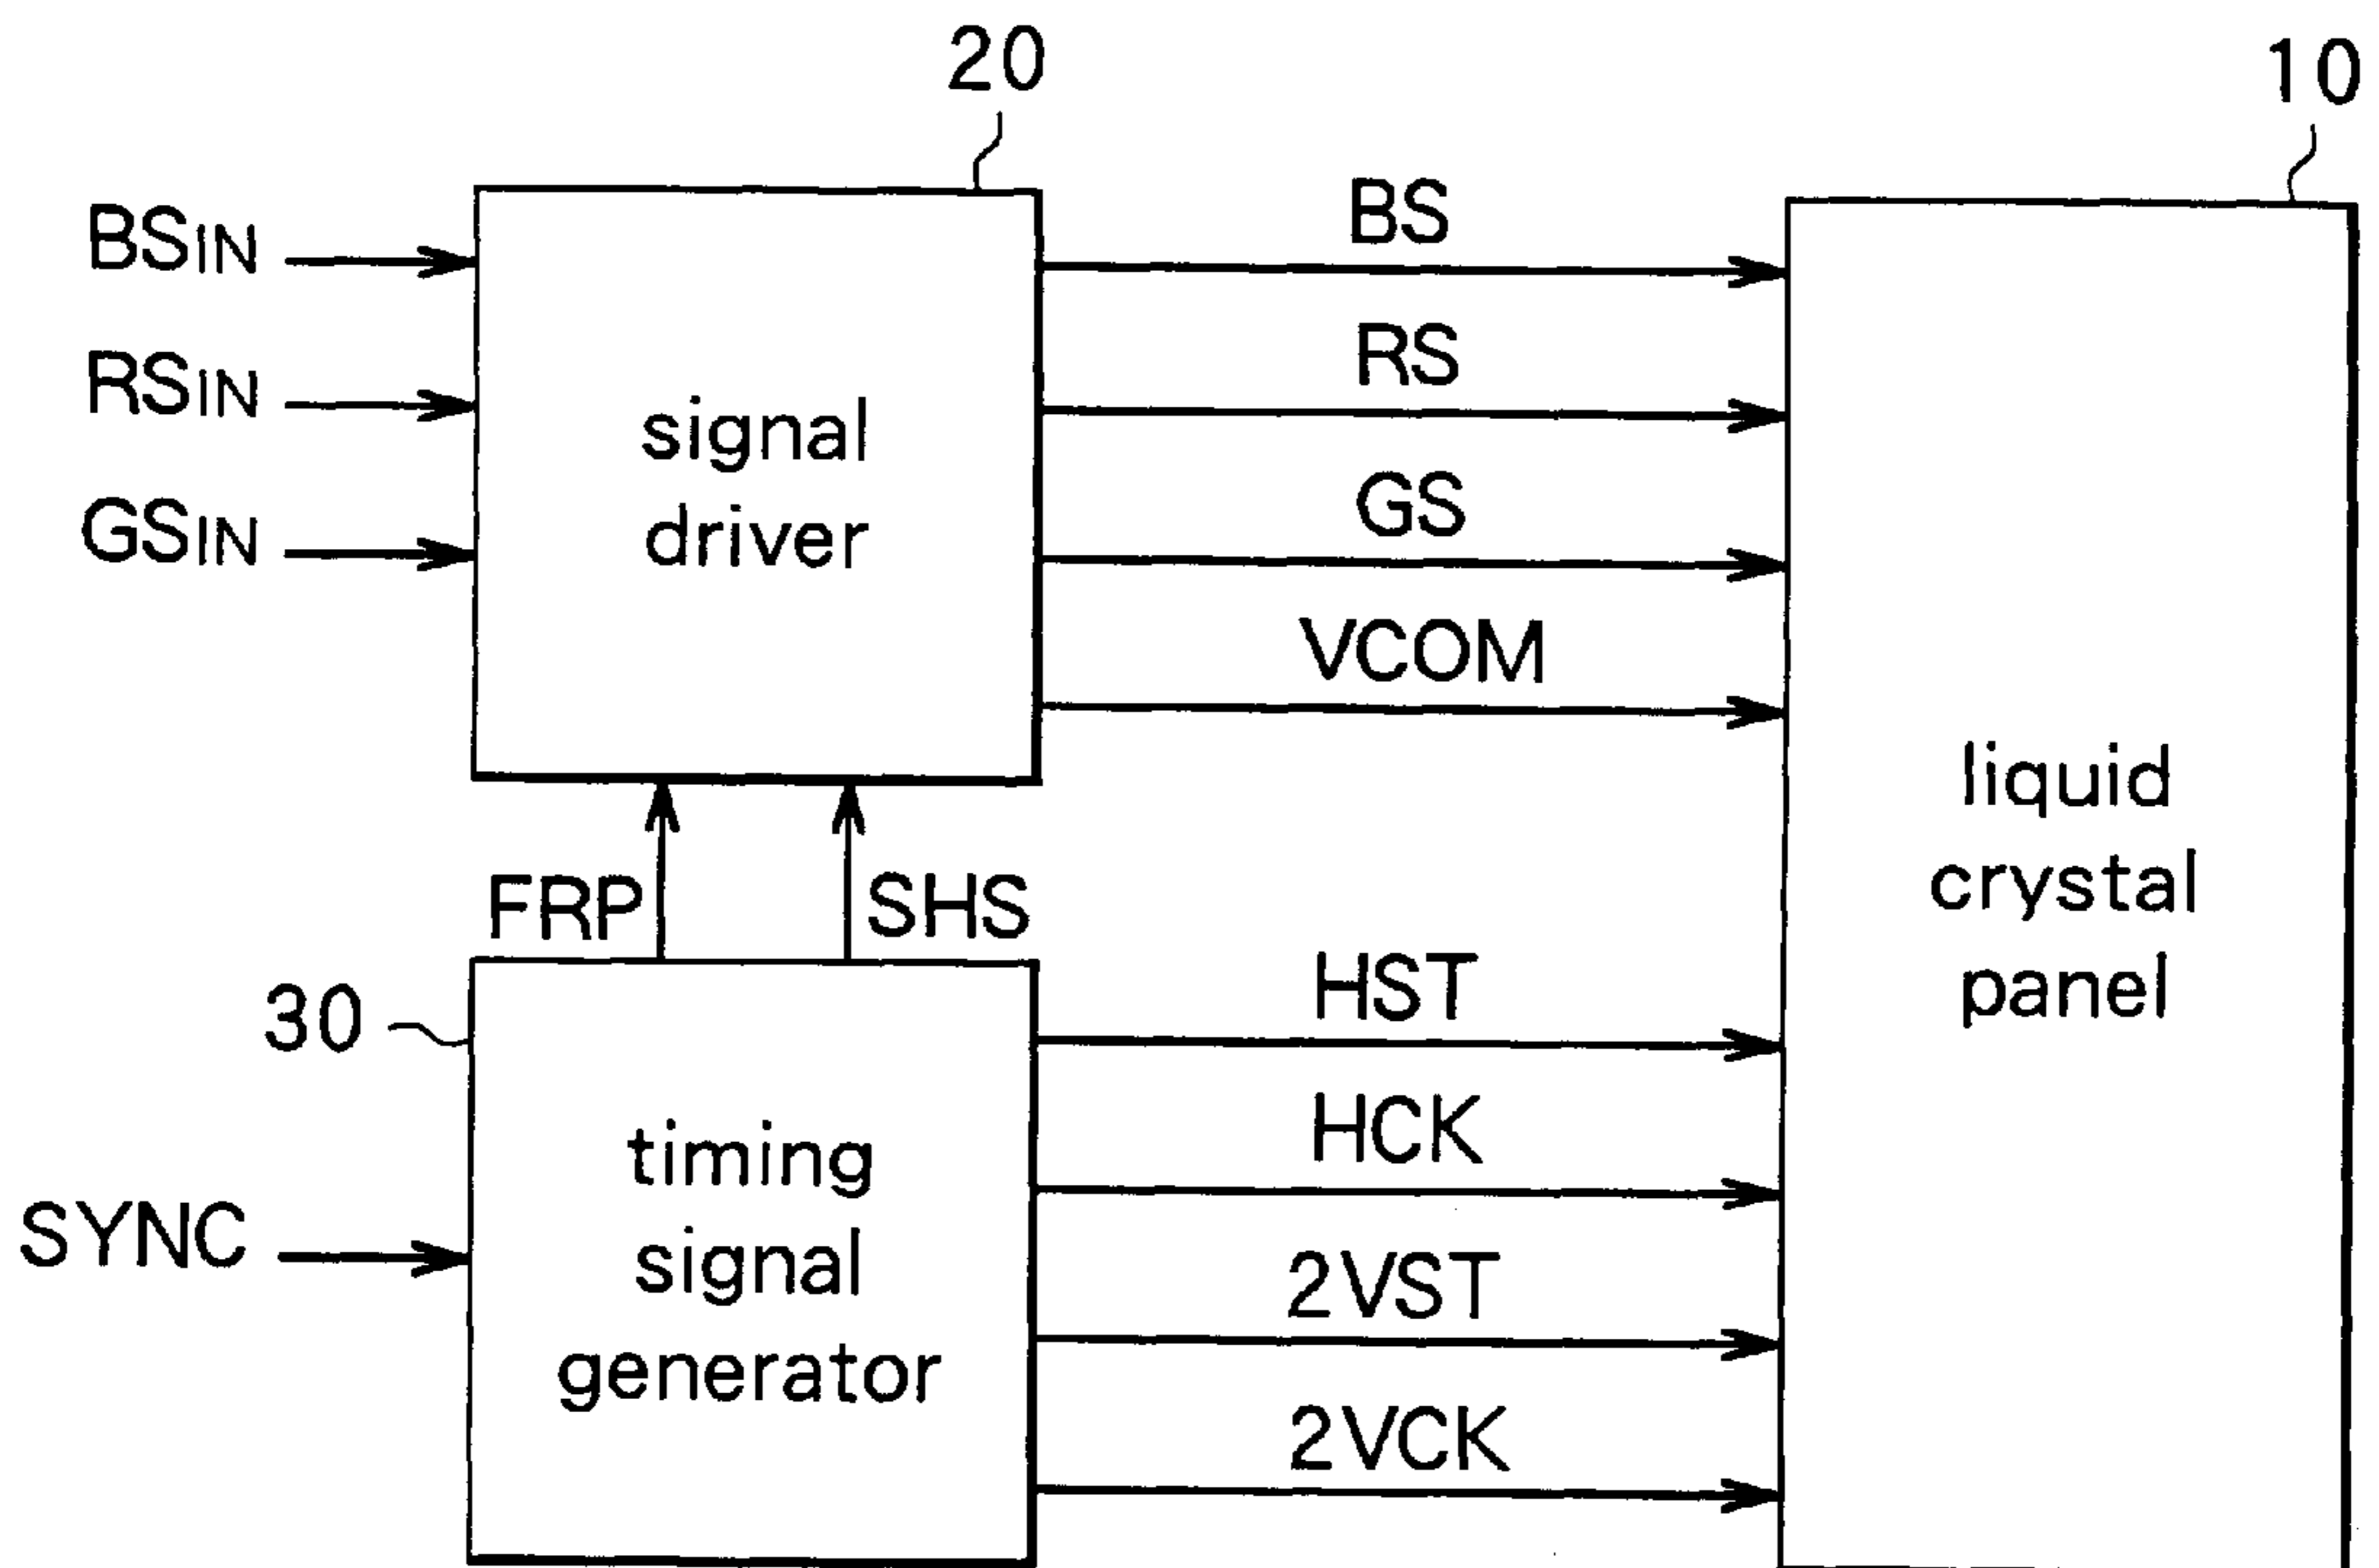 20
10
BSIN
RSIN
GSIN
signal
driver
BS
RS
GS
VCOM
liquid
crystal
panel
FRP
SHS
30
SYNC
timing
signal
generator
HST
HCK
2VST
2VCK